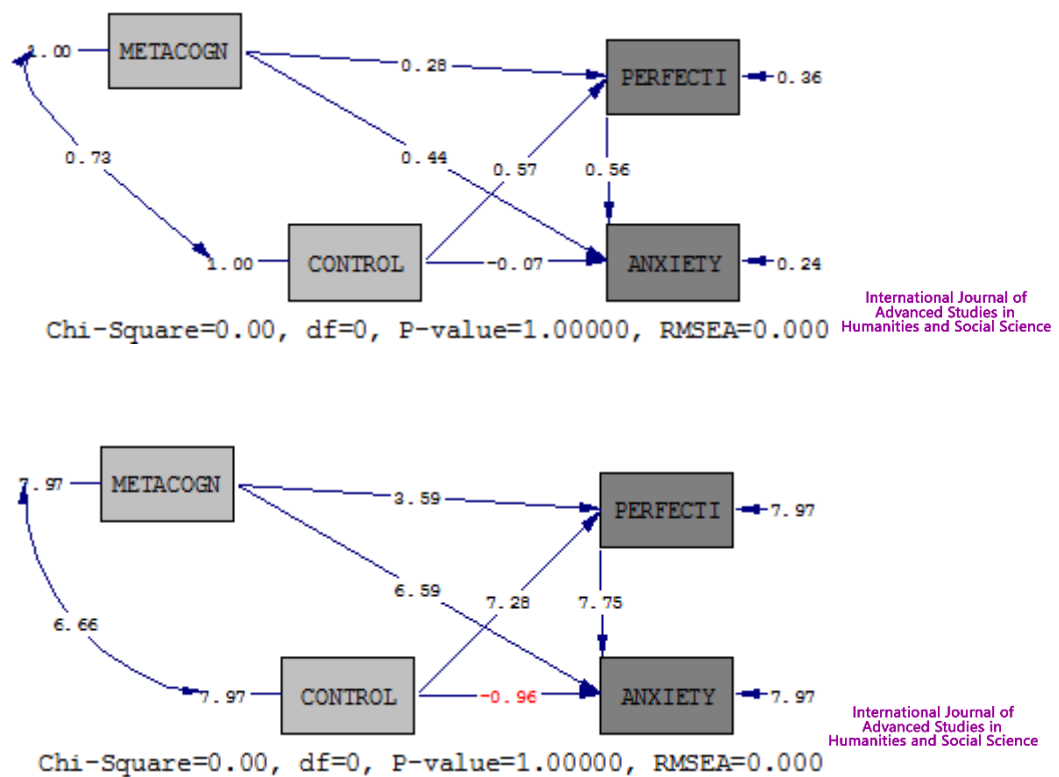 1.00
METACOGN
0.28
PERFECTI
0.36
0.73
0.44
0.57
0.56
1.00
CONTROL
-0.07
ANXIETY
0.24
Chi-Square=0.00, df=0, P-value=1.00000, RMSEA=0.000
International Journal of
Advanced Studies in
Humanities and Social Science
7.97
METACOGN
3.59
PERFECTI
7.97
6.59
7.28
7.75
6.66
7.97
CONTROL
-0.96
ANXIETY
7.97
Chi-Square=0.00, df=0, P-value=1.00000, RMSEA=0.000
International Journal of
Advanced Studies in
Humanities and Social Science